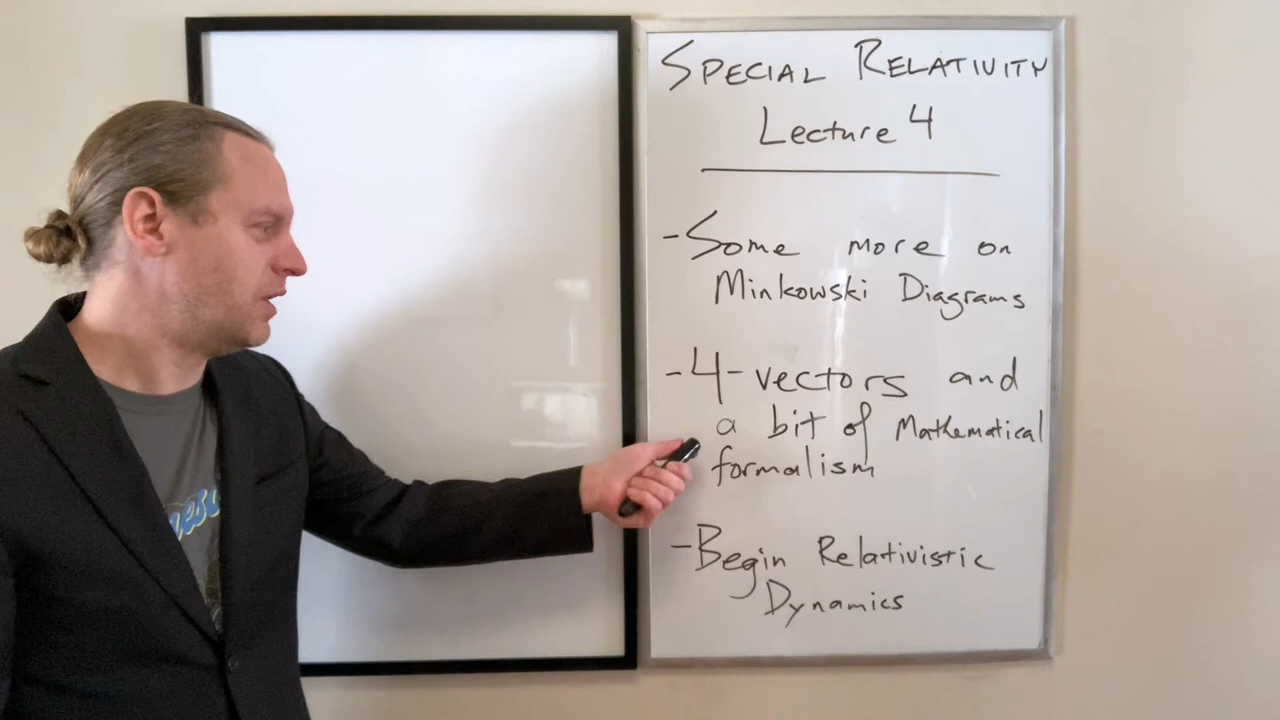 SPECIAL RELATIVITY
Lecture 4
- Some more on
Minkowski Diagrams
- 4-vectors and
a bit of Mathematical
formalism
- Begin Relativistic
Dynamics